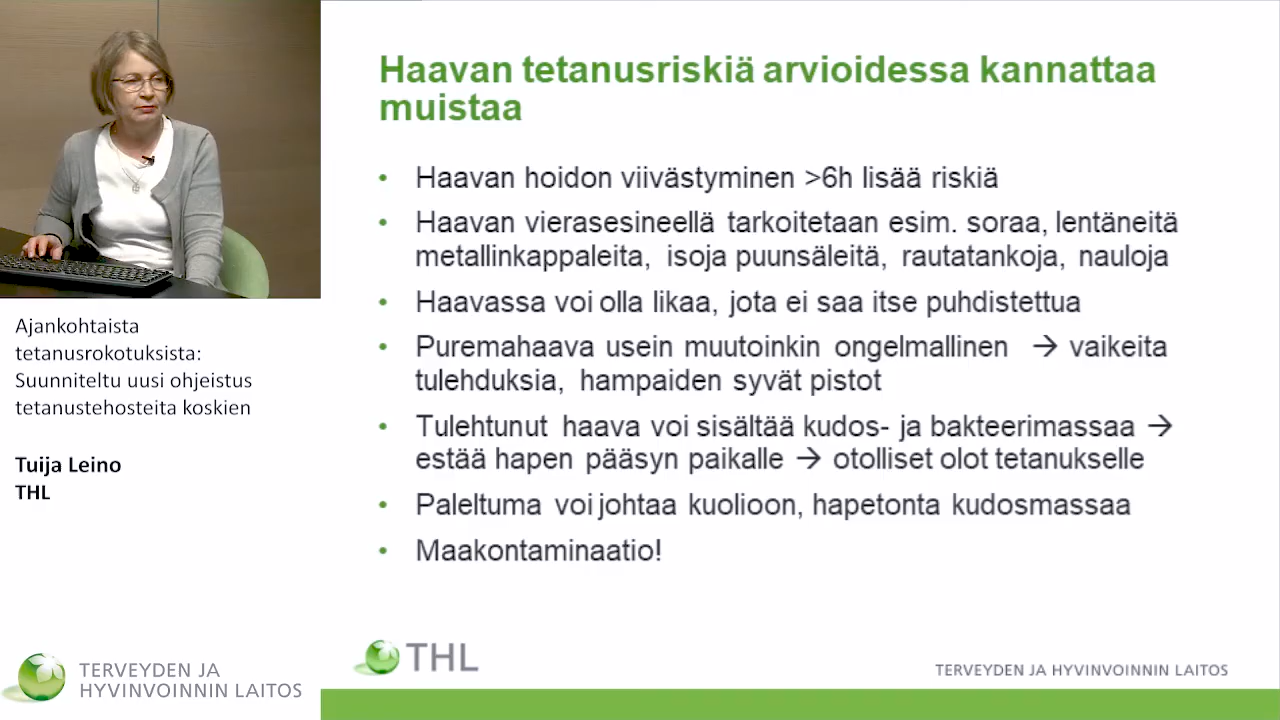 Haavan tetanusriskiä arvioidessa kannattaa
muistaa
• Haavan hoidon viivästyminen >6h lisää riskiä
• Haavan vierasesineellä tarkoitetaan esim. soraa, lentäneitä
metallinkappaleita, isoja puunsäleitä, rautatankoja, nauloja
• Haavassa voi olla likaa, jota ei saa itse puhdistettua
• Puremahaava usein muutoinkin ongelmallinen → vaikeita
tulehduksia, hampaiden syvät pistot
• Tulehtunut haava voi sisältää kudos- ja bakteerimassaa →
estää hapen pääsyn paikalle → otolliset olot tetanukselle
• Paleltuma voi johtaa kuolioon, hapetonta kudosmassaa
• Maakontaminaatio!
Ajankohtaista
tetanusrokotuksista:
Suunniteltu uusi ohjeistus
tetanustehosteita koskien
Tuija Leino
THL
TERVEYDEN JA
HYVINVOINNIN LAITOS
THL
TERVEYDEN JA HYVINVOINNIN LAITOS